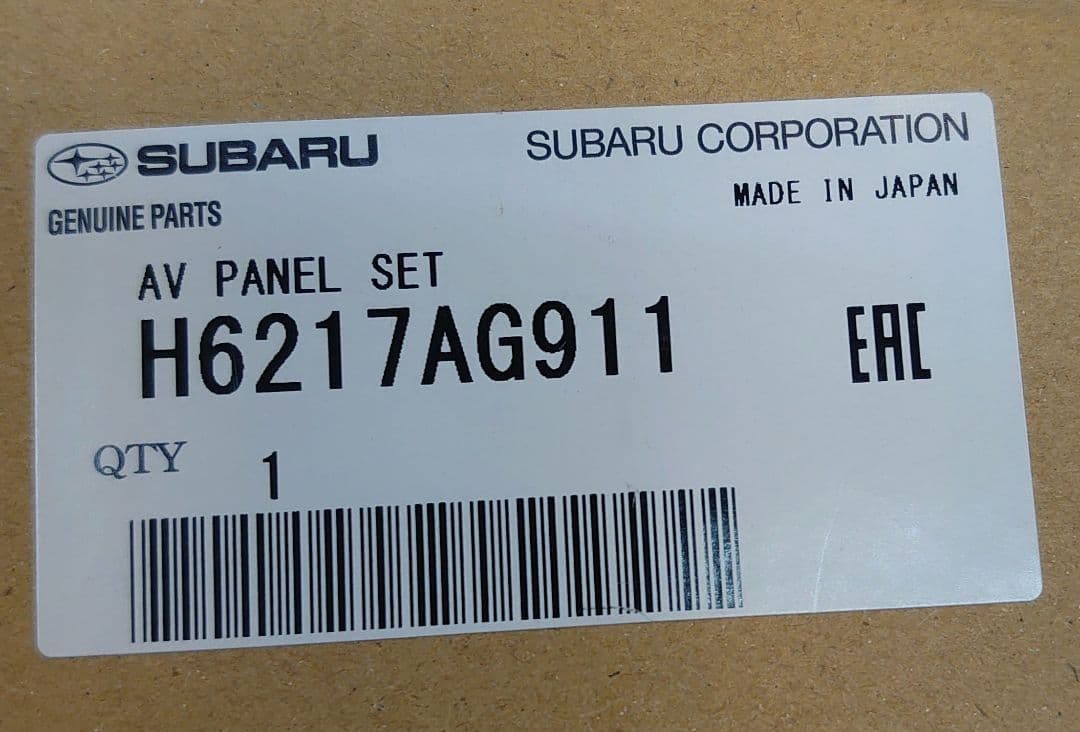 SUBARU
SUBARU CORPORATION
GENUINE PARTS
MADE IN JAPAN
AV PANEL SET
H6217AG911
EAC
QTY 1